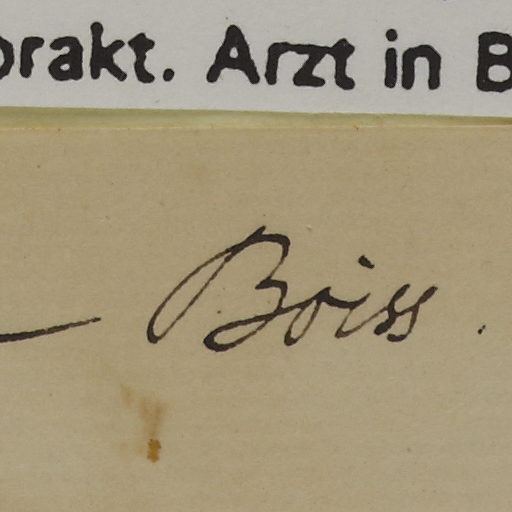 prakt. Arzt in B
Boiss.